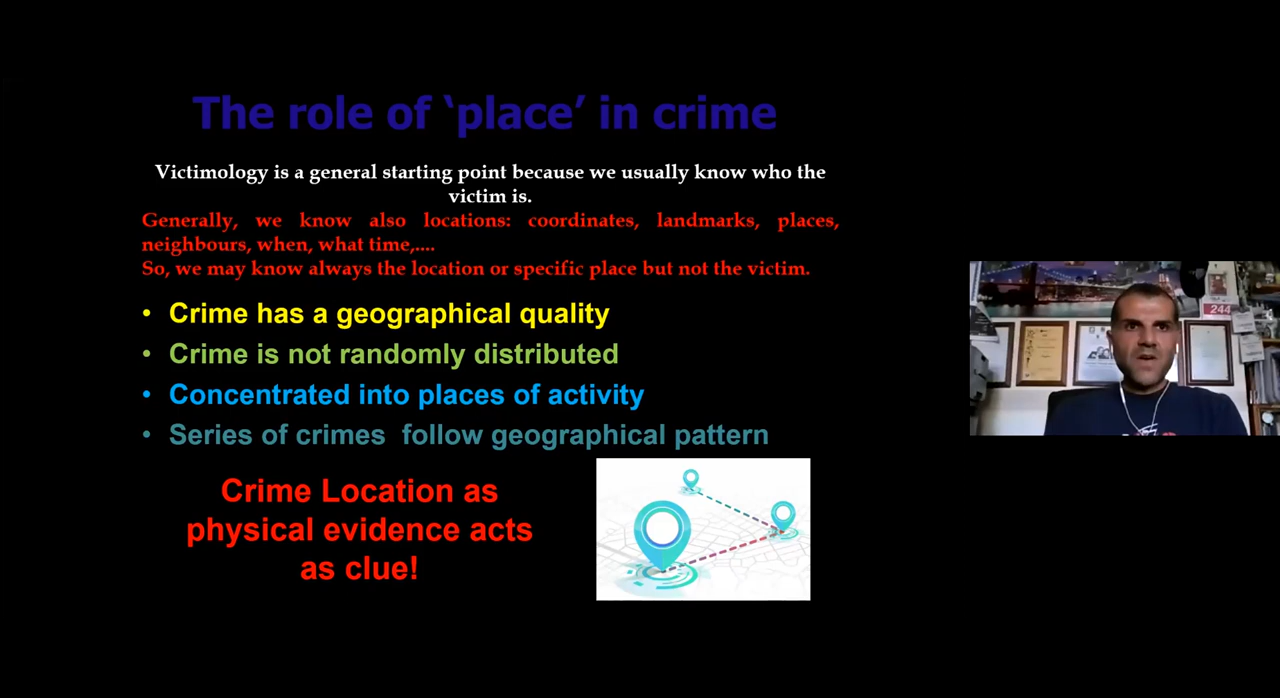 The role of ‘place’ in crime
Victimology is a general starting point because we usually know who the
victim is.
Generally, we know also locations: coordinates, landmarks, places,
neighbours, when, what time,....
So, we may know always the location or specific place but not the victim.
• Crime has a geographical quality
• Crime is not randomly distributed
• Concentrated into places of activity
• Series of crimes follow geographical pattern
Crime Location as
physical evidence acts
as clue!
244